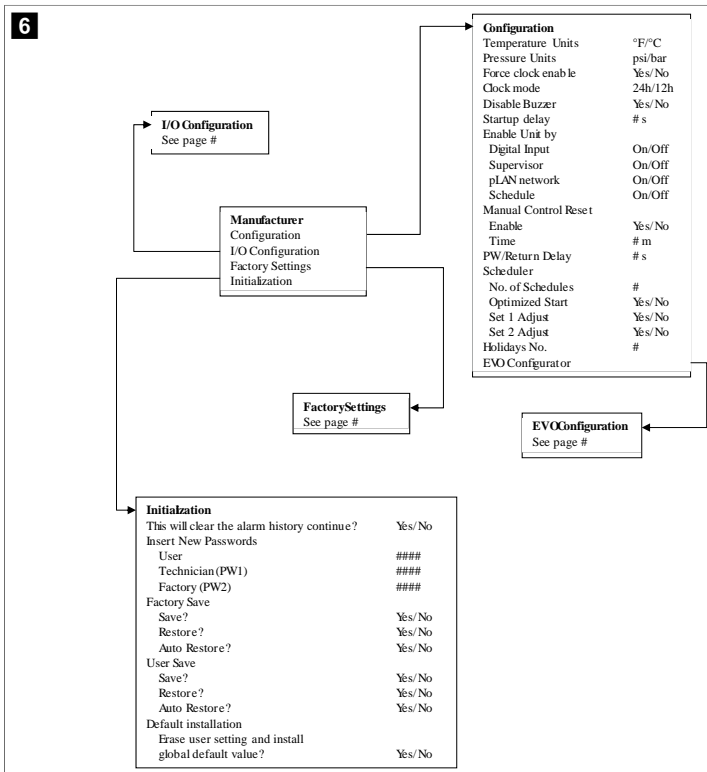 6
Configuration
Temperature Units °F/°C
Pressure Units psi/bar
Force clock enable Yes/No
Clock mode 24h/12h
Disable Buzzer Yes/No
Startup delay # s
Enable Unit by
Digital Input On/Off
Supervisor On/Off
pLAN network On/Off
Schedule On/Off
Manual Control Reset
Enable Yes/No
Time # m
PW/Return Delay # s
Scheduler
No. of Schedules #
Optimized Start Yes/No
Set 1 Adjust Yes/No
Set 2 Adjust Yes/No
Holidays No. #
EVO Configurator
I/O Configuration
See page #
Manufacturer
Configuration
I/O Configuration
Factory Settings
Initialization
FactorySettings
See page #
EVOConfiguration
See page #
Initialzation
This will clear the alarm history continue? Yes/No
Insert New Passwords
User ####
Technician (PW1) ####
Factory (PW2) ####
Factory Save
Save? Yes/No
Restore? Yes/No
Auto Restore? Yes/No
User Save
Save? Yes/No
Restore? Yes/No
Auto Restore? Yes/No
Default installation
Erase user setting and install
global default value? Yes/No